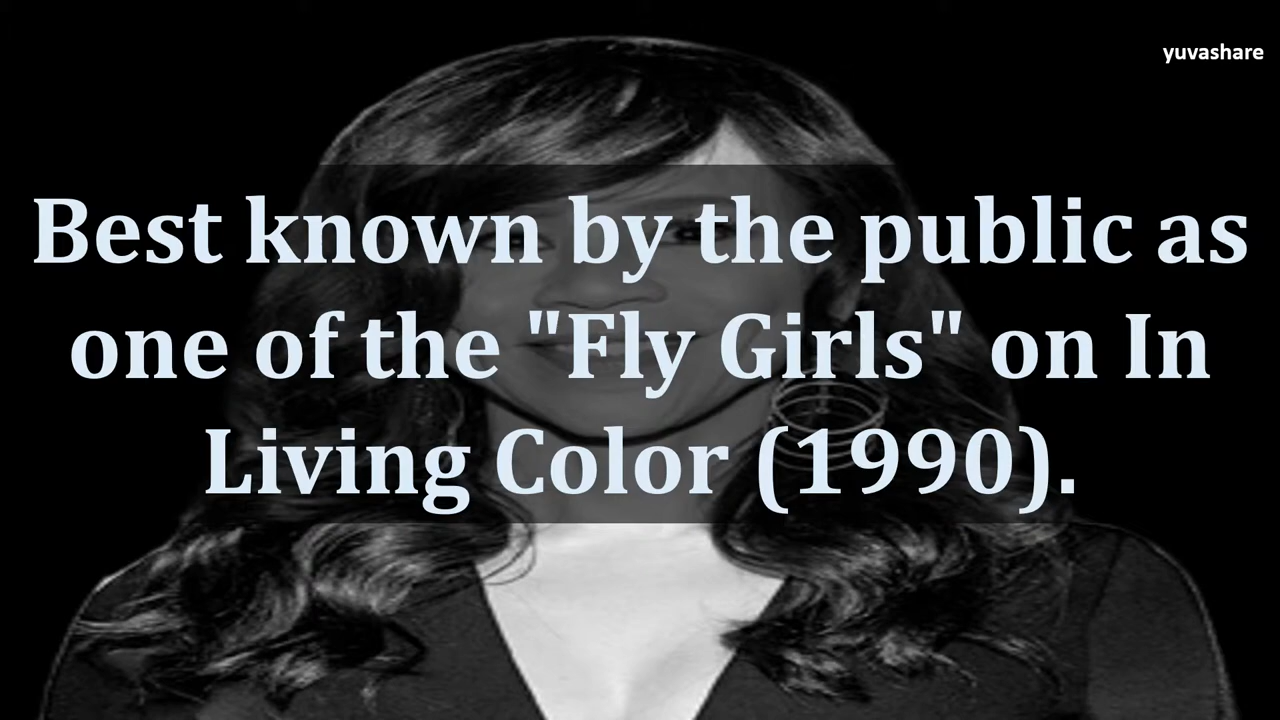 yuvashare
Best known by the public as
one of the "Fly Girls" on In
Living Color (1990).